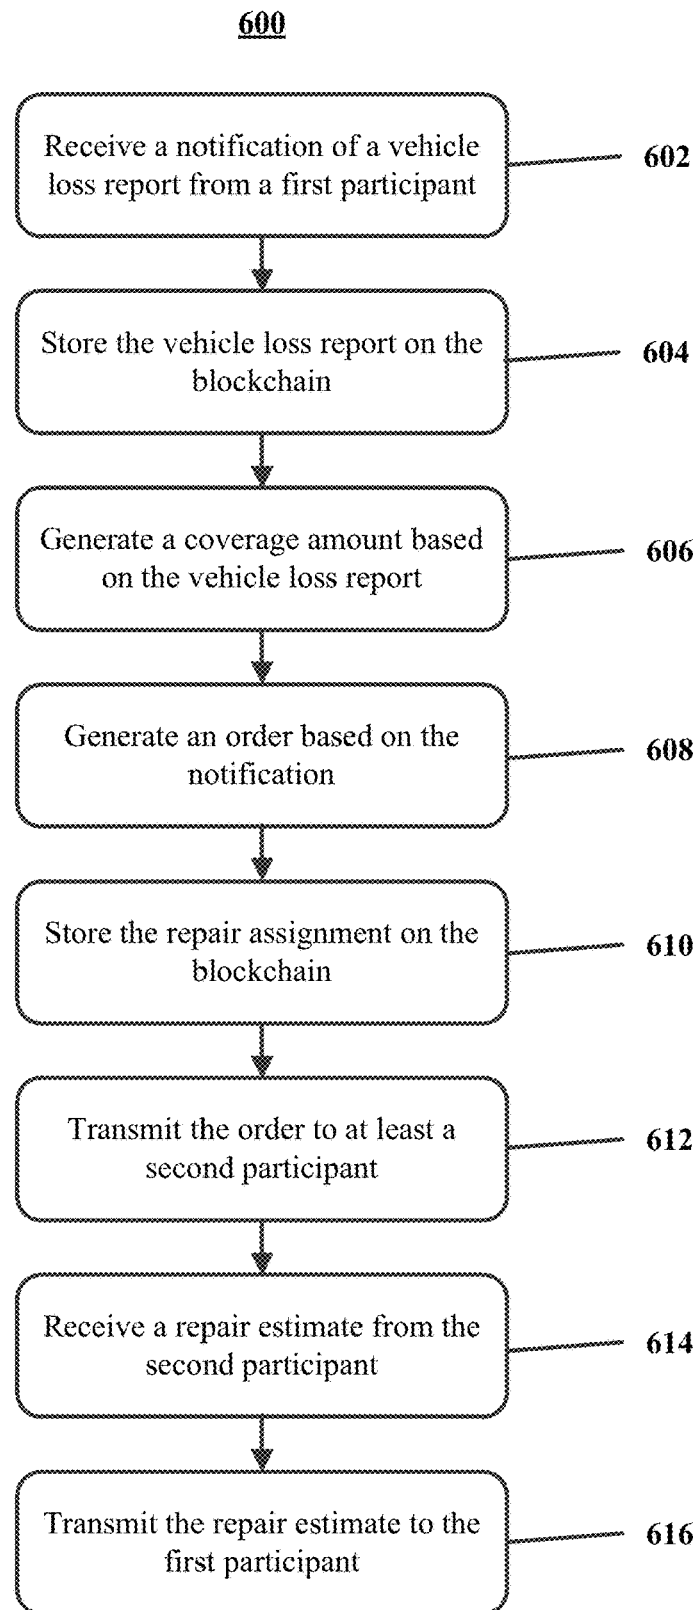 600
Receive a notification of a vehicle
loss report from a first participant
602
Store the vehicle loss report on the
blockchain
604
Generate a coverage amount based
on the vehicle loss report
606
Generate an order based on the
notification
608
Store the repair assignment on the
blockchain
610
Transmit the order to at least a
second participant
612
Receive a repair estimate from the
second participant
614
Transmit the repair estimate to the
first participant
616